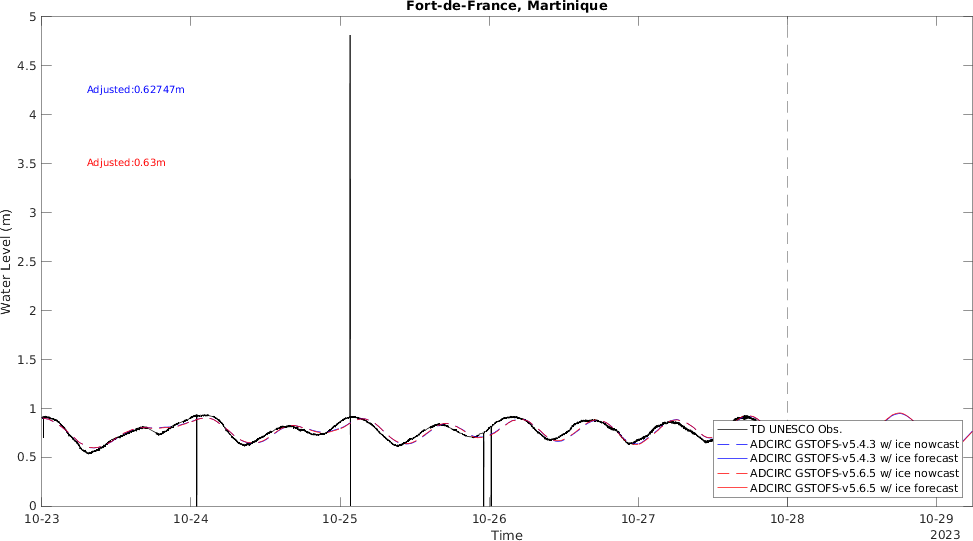 Fort-de-France, Martinique
5
4.5
Adjusted:0.62747m
4
Adjusted:0.63m
3.5
3
Water Level (m)
2.5
2
1.5
1
0.5
0
TD UNESCO Obs.
ADCIRC GSTOFS-v5.4.3 w/ ice nowcast
ADCIRC GSTOFS-v5.4.3 w/ ice forecast
ADCIRC GSTOFS-v5.6.5 w/ ice nowcast
ADCIRC GSTOFS-v5.6.5 w/ ice forecast
10-23 10-24 10-25 10-26 10-27 10-28 10-29
Time
2023